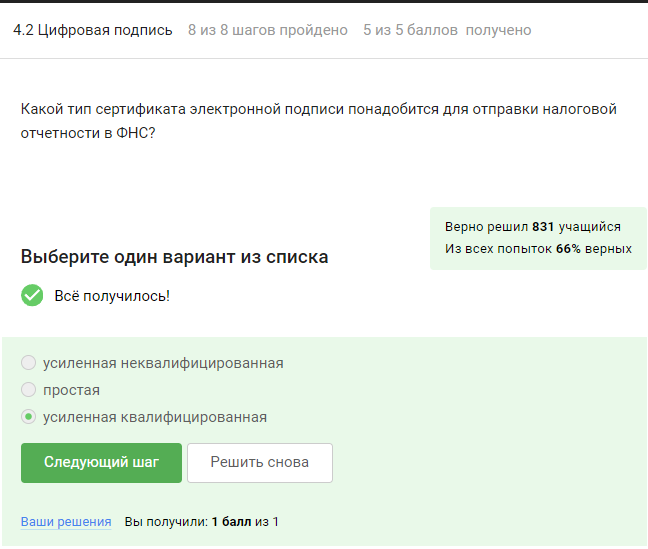 4.2 Цифровая подпись 8 из 8 шагов пройдено 5 из 5 баллов получено
Какой тип сертификата электронной подписи понадобится для отправки налоговой
отчетности в ФНС?
Верно решил 831 учащийся
Из всех попыток 66% верных
Выберите один вариант из списка
Всё получилось!
усиленная неквалифицированная
простая
усиленная квалифицированная
Следующий шаг Решить снова
Ваши решения Вы получили: 1 балл из 1